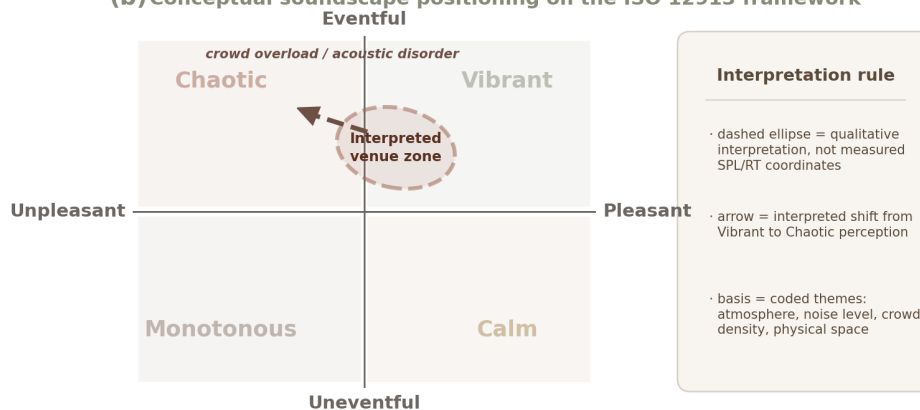 (b) Conceptual soundscape positioning on the ISO 12913 framework
Eventful
crowd overload / acoustic disorder
Chaotic
Vibrant
Interpreted
venue zone
Unpleasant
Pleasant
Monotonous
Calm
Uneventful
Interpretation rule
· dashed ellipse = qualitative
interpretation, not measured
SPL/RT coordinates
· arrow = interpreted shift from
Vibrant to Chaotic perception
· basis = coded themes:
atmosphere, noise level, crowd
density, physical space